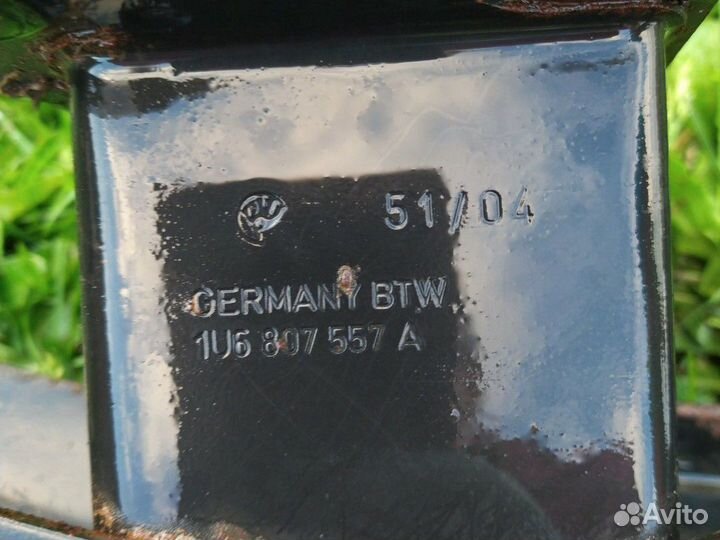 51/04
GERMANY BTW
1U6 807 557 A
Avito